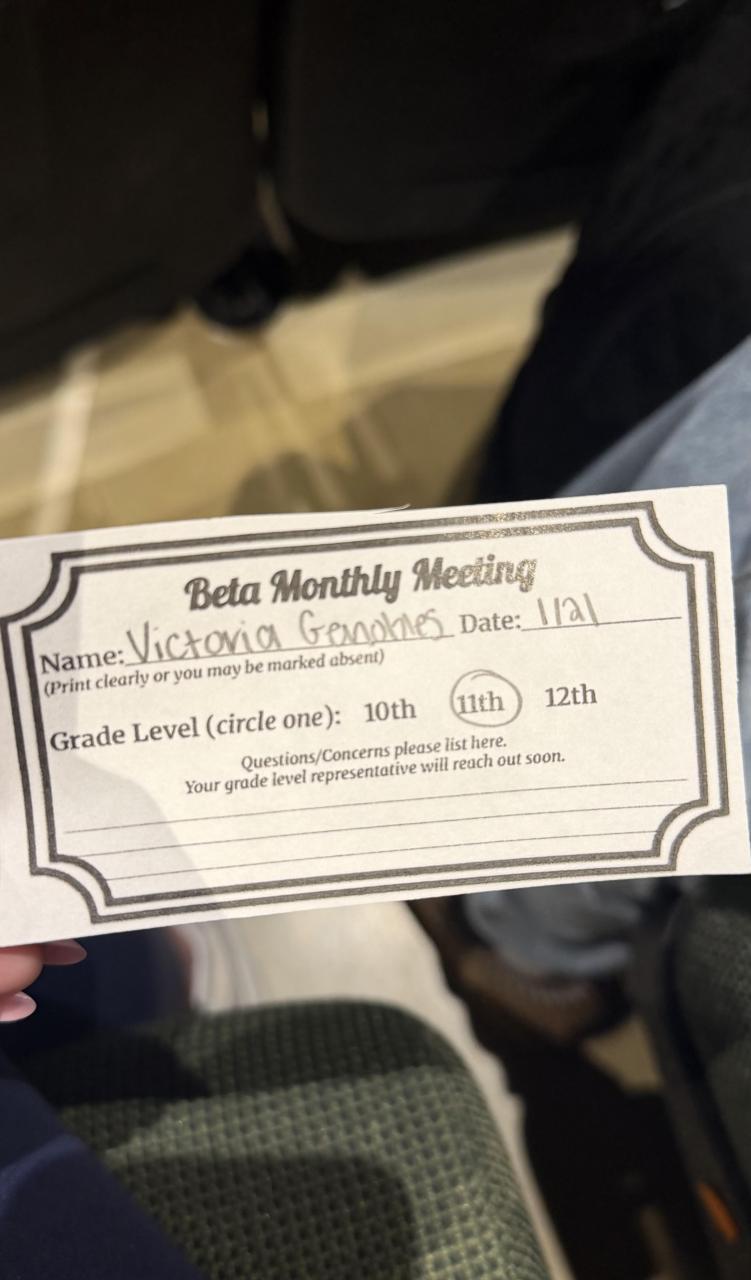 Beta Monthly Meeting
Name: Victoria Date: 1/21
(Print clearly or you may be marked absent)
Grade Level (circle one): 10th 11th 12th
Questions/Concerns please list here.
Your grade level representative will reach out soon.